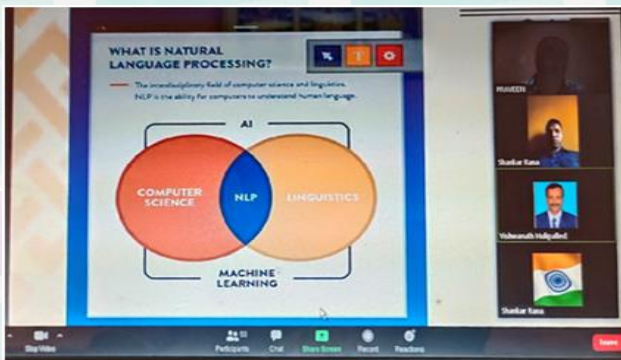 WHAT IS NATURAL
LANGUAGE PROCESSING?
The interdisciplinary field of computer science and linguistics.
NLP is the ability for computers to understand human language.
AI
COMPUTER
SCIENCE
NLP
LINGUISTICS
MACHINE
LEARNING
T
PRAVEEN
Shankar Rana
Vishwanath Huligalled
Shankar Rana
Stop Video
Participants
Chat
Share Screen
Record
Reactions
Leave